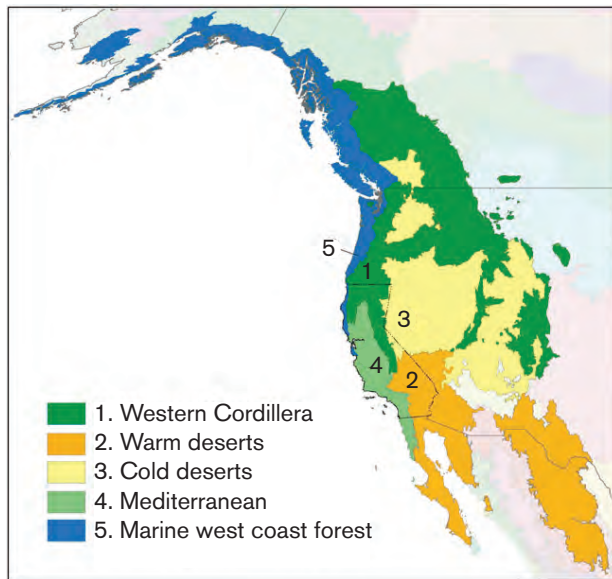 5
1
3
4
2
1. Western Cordillera
2. Warm deserts
3. Cold deserts
4. Mediterranean
5. Marine west coast forest